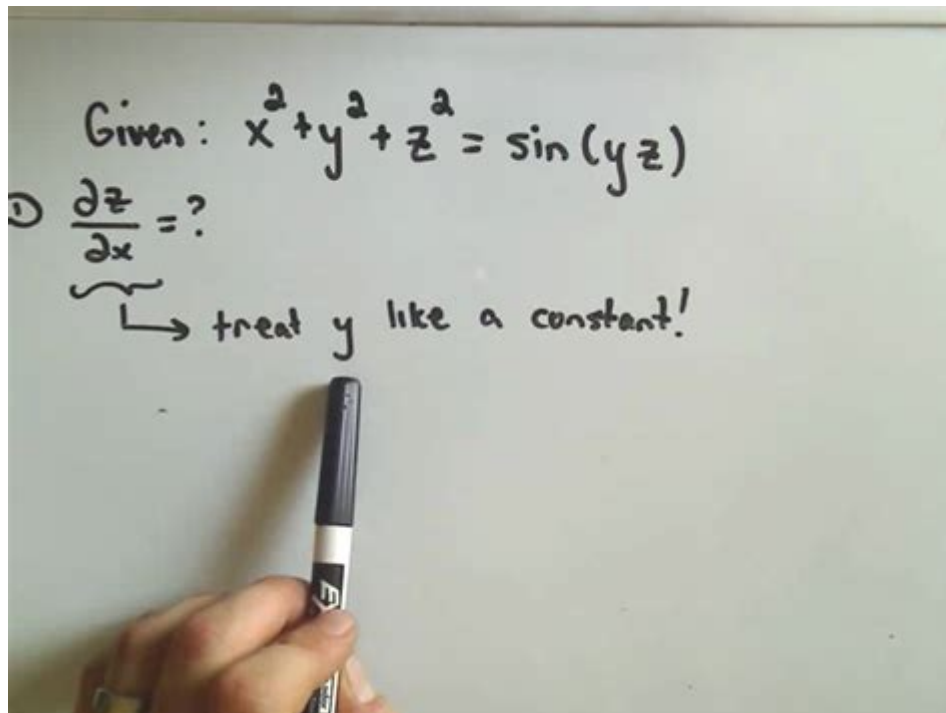 Given: x² + y² + z² = sin(yz)
① ∂z/∂x = ?
↳ treat y like a constant!